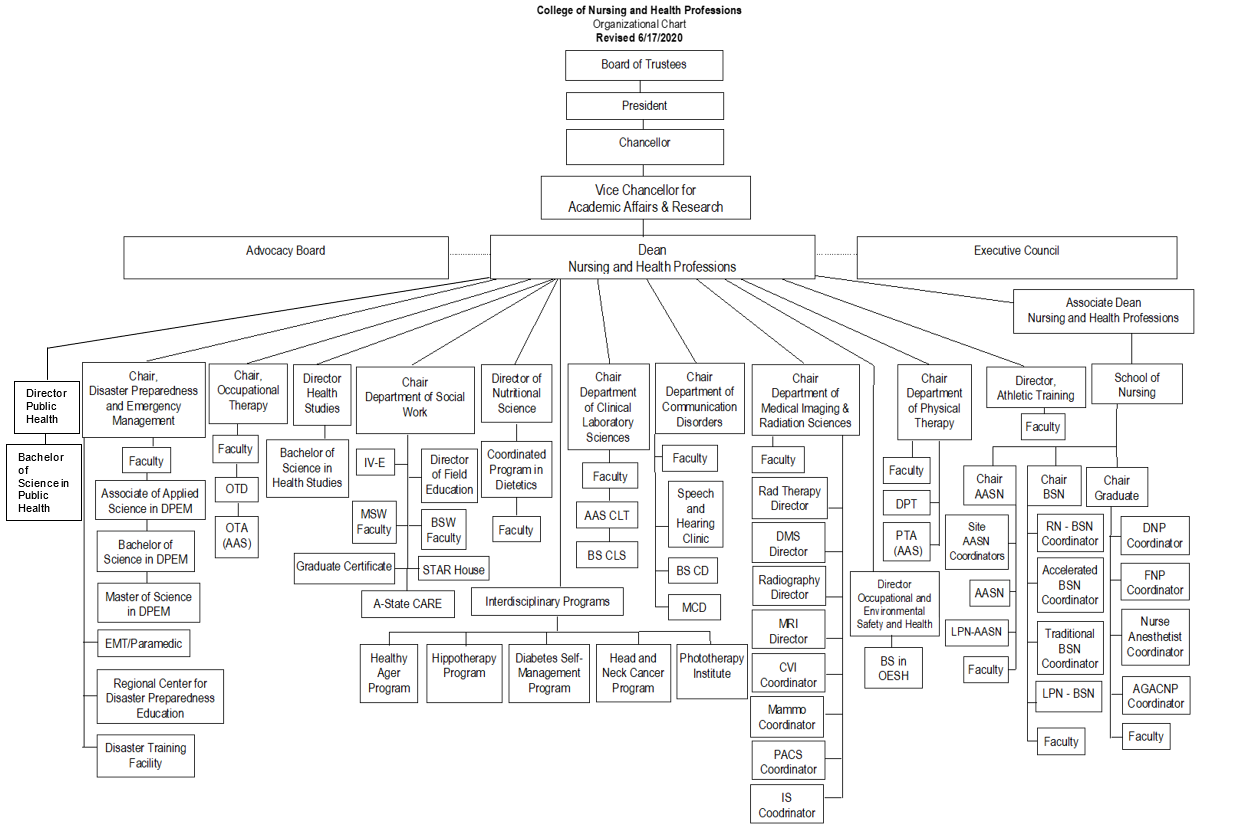 College of Nursing and Health Professions
Organizational Chart
Revised 6/17/2020
Board of Trustees
President
Chancellor
Vice Chancellor for
Academic Affairs & Research
Advocacy Board
Dean
Nursing and Health Professions
Executive Council
Associate Dean
Nursing and Health Professions
Director
Public
Health
Bachelor
of
Science in
Public
Health
Chair,
Disaster Preparedness
and Emergency
Management
Faculty
Associate of Applied
Science in DPEM
Bachelor of
Science in DPEM
Master of Science
in DPEM
EMT/Paramedic
Regional Center for
Disaster Preparedness
Education
Disaster Training
Facility
Chair,
Occupational
Therapy
Faculty
OTD
OTA
(AAS)
Director
Health
Studies
Bachelor of
Science in
Health Studies
Chair
Department of Social
Work
IV-E
Director
of Field
Education
MSW
Faculty
BSW
Faculty
Graduate Certificate
STAR House
A-State CARE
Director of
Nutritional
Science
Coordinated
Program in
Dietetics
Faculty
Interdisciplinary Programs
Healthy
Ager
Program
Hippotherapy
Program
Diabetes Self-
Management
Program
Head and
Neck Cancer
Program
Phototherapy
Institute
Chair
Department
of Clinical
Laboratory
Sciences
Faculty
AAS CLT
BS CLS
Chair
Department of
Communication
Disorders
Faculty
Speech
and
Hearing
Clinic
BS CD
MCD
Chair
Department of
Medical Imaging &
Radiation Sciences
Faculty
Rad Therapy
Director
DMS
Director
Radiography
Director
MRI
Director
CVI
Coordinator
Mammo
Coordinator
PACS
Coordinator
IS
Coodrinator
Director
Occupational and
Environmental
Safety and Health
BS in
OESH
Chair
Department
of Physical
Therapy
Faculty
DPT
PTA
(AAS)
Director,
Athletic Training
Faculty
School of
Nursing
Chair
AASN
Site
AASN
Coordinators
AASN
LPN-AASN
Faculty
Chair
BSN
RN - BSN
Coordinator
Accelerated
BSN
Coordinator
Traditional
BSN
Coordinator
LPN - BSN
Faculty
Chair
Graduate
DNP
Coordinator
FNP
Coordinator
Nurse
Anesthetist
Coordinator
AGACNP
Coordinator
Faculty